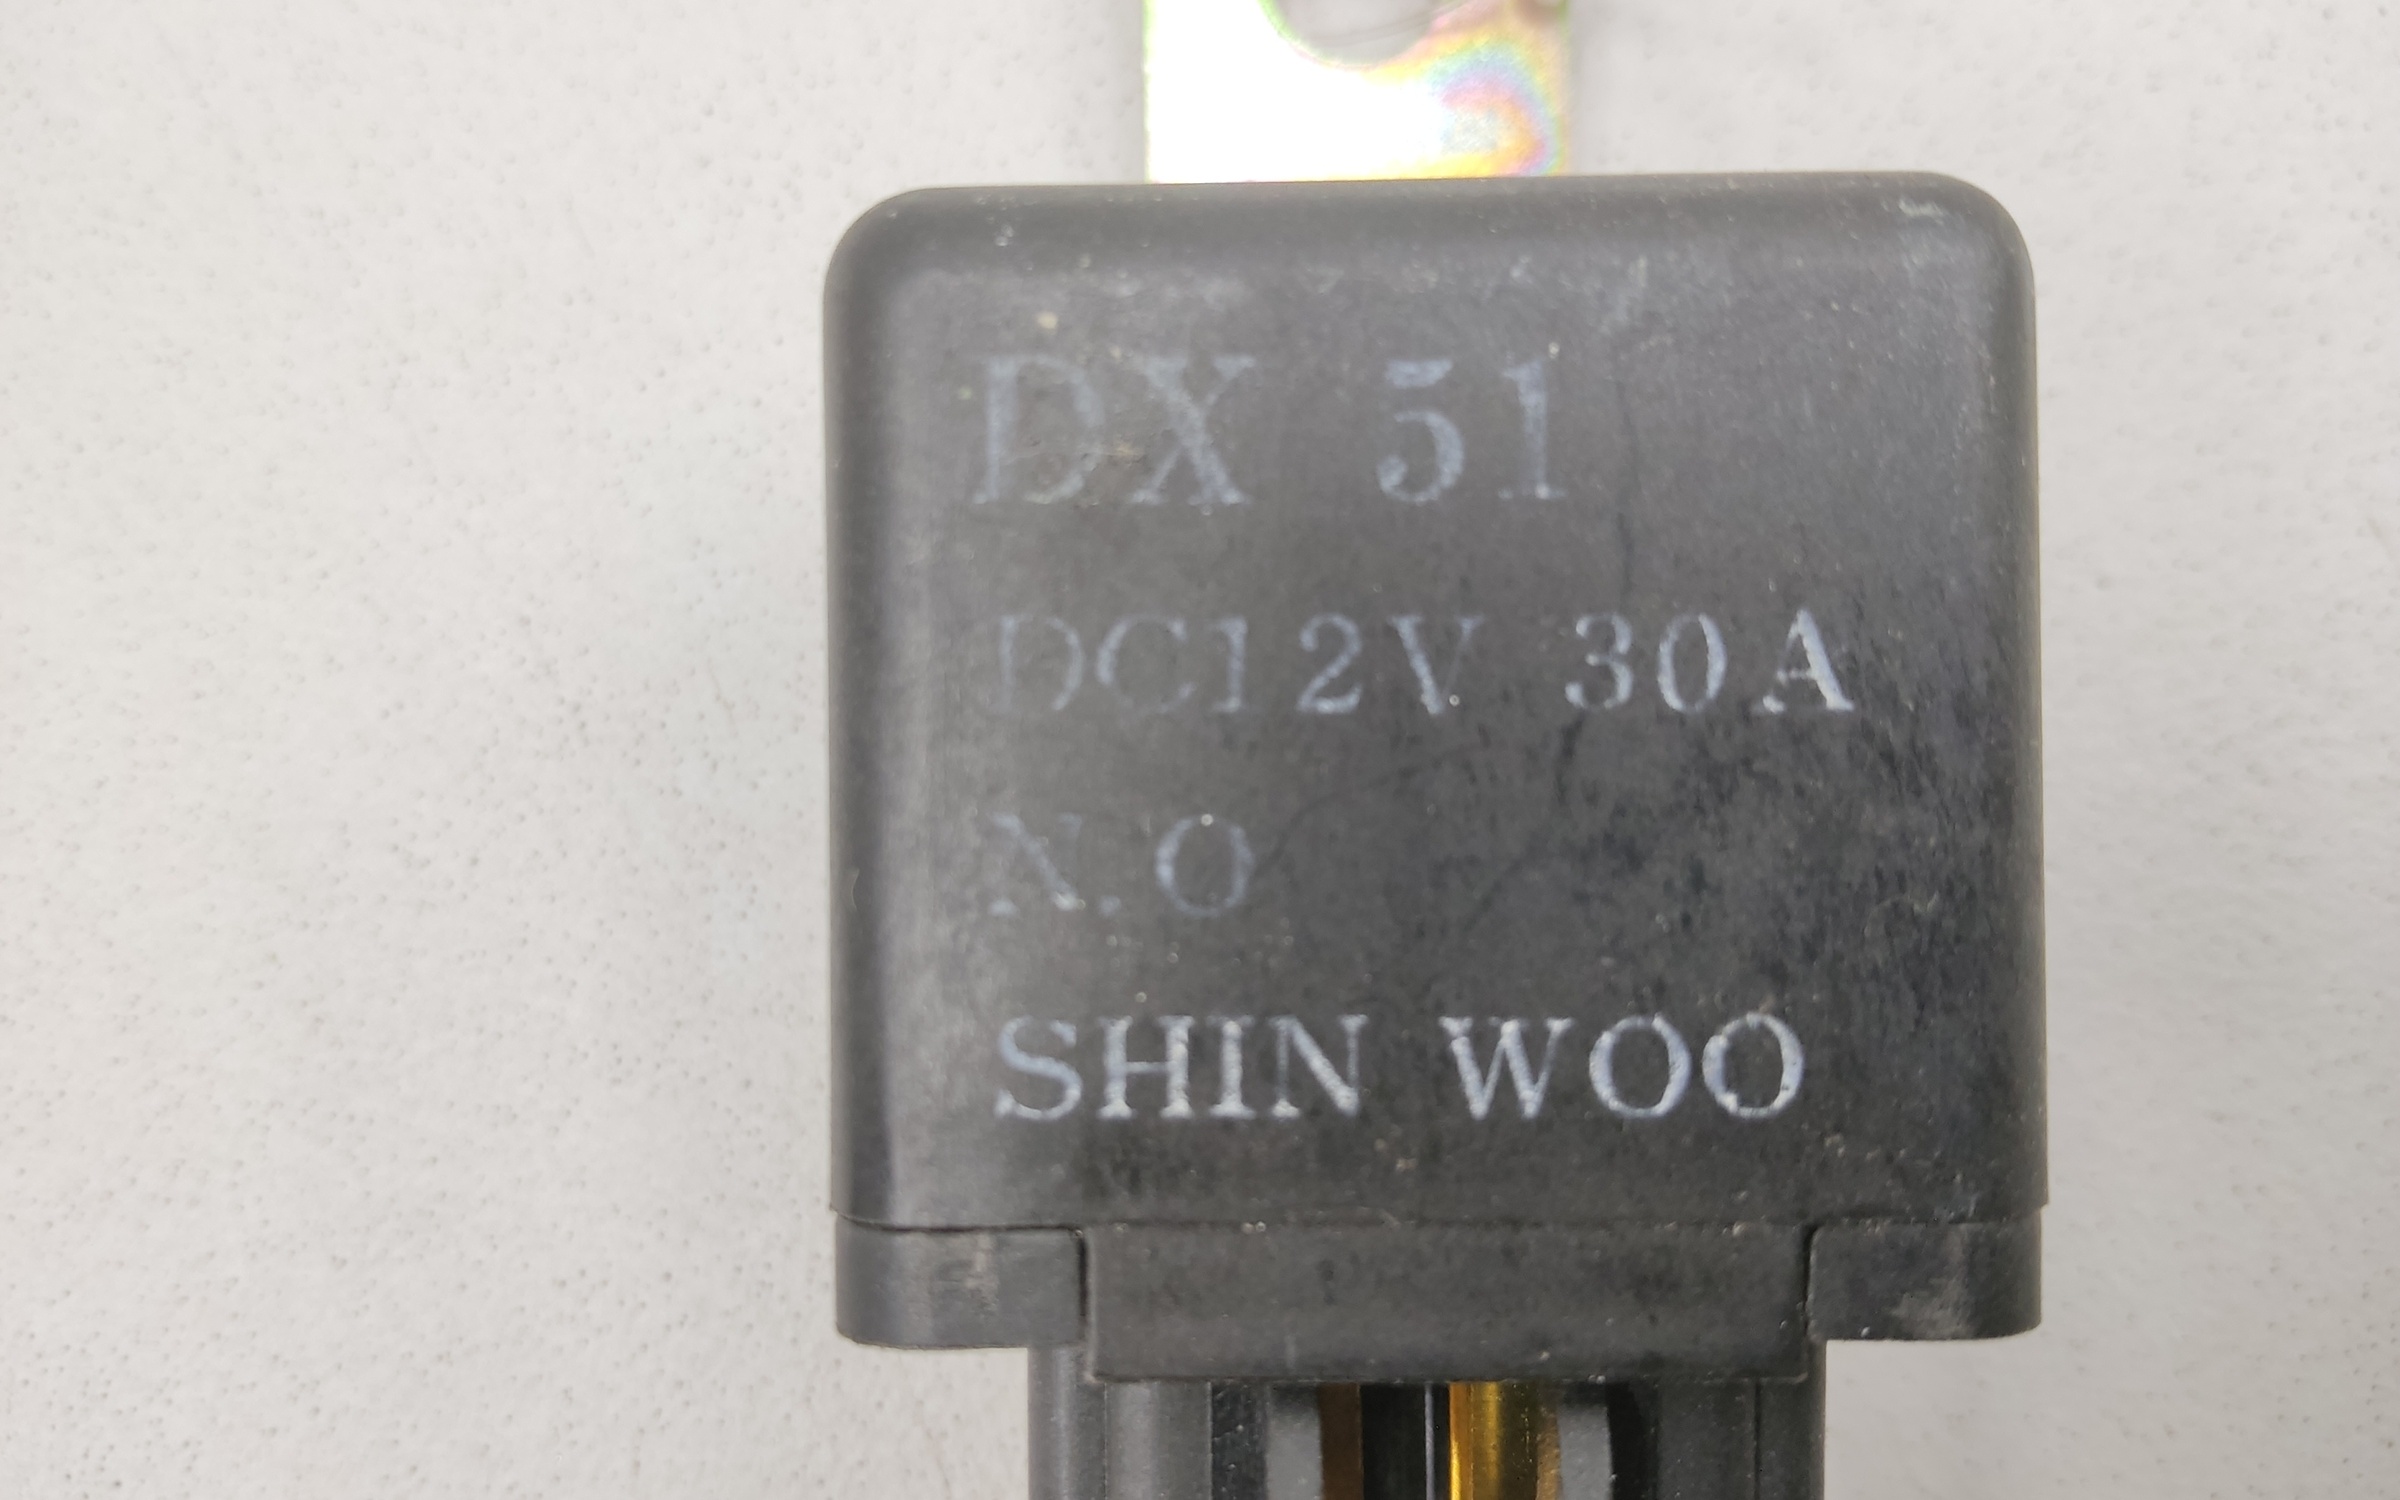 DX 51
DC12V 30A
N.O
SHIN WOO